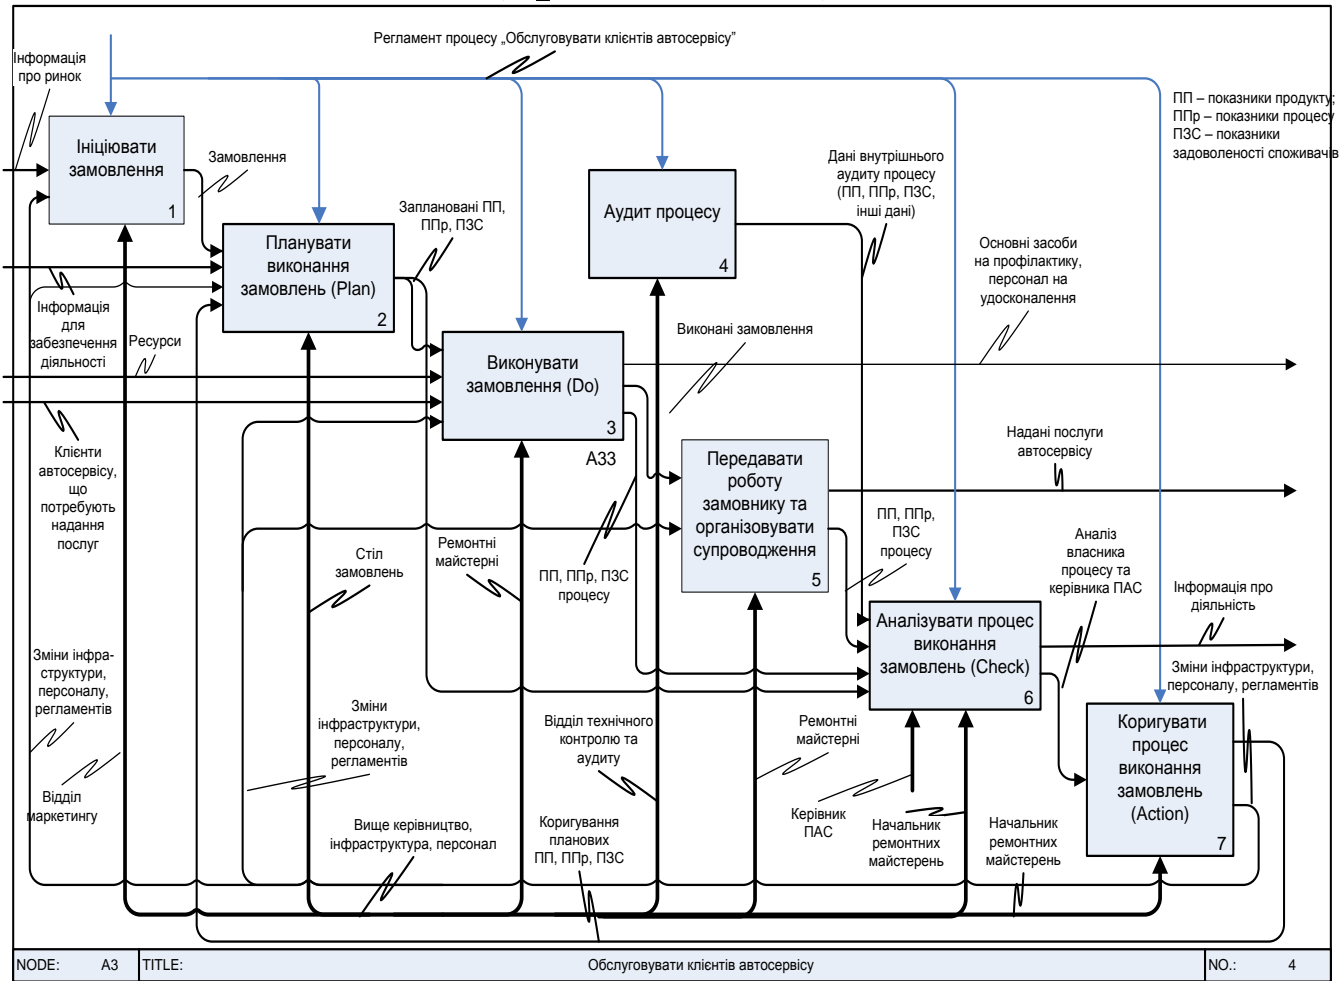 Регламент процесу „Обслуговувати клієнтів автосервісу”
Інформація
про ринок
ПП – показники продукту;
ППр – показники процесу
ПЗС – показники
задоволеності споживачів
Ініціювати
замовлення
1
Замовлення
Дані внутрішнього
аудиту процесу
(ПП, ППр, ПЗС,
інші дані)
Аудит процесу
4
Заплановані ПП,
ППр, ПЗС
Планувати
виконання
замовлень (Plan)
2
Основні засоби
на профілактику,
персонал на
удосконалення
Інформація
для
забезпечення
діяльності
Ресурси
Виконані замовлення
Виконувати
замовлення (Do)
3
A33
Клієнти
автосервісу,
що
потребують
надання
послуг
Надані послуги
автосервісу
Передавати
роботу
замовнику та
організовувати
супроводження
5
ПП, ППр,
ПЗС
процесу
Аналіз
власника
процесу та
керівника ПАС
Стіл
замовлень
Ремонтні
майстерні
ПП, ППр, ПЗС
процесу
Інформація про
діяльність
Аналізувати процес
виконання
замовлень (Check)
6
Зміни інфра-
структури,
персоналу,
регламентів
Зміни інфраструктури,
персоналу, регламентів
Зміни
інфраструктури,
персоналу,
регламентів
Відділ технічного
контролю та
аудиту
Ремонтні
майстерні
Коригувати
процес
виконання
замовлень
(Action)
7
Відділ
маркетингу
Керівник
ПАС
Вище керівництво,
інфраструктура, персонал
Коригування
планових
ПП, ППр, ПЗС
Начальник
ремонтних
майстерень
Начальник
ремонтних
майстерень
NODE: A3 TITLE: Обслуговувати клієнтів автосервісу NO.: 4